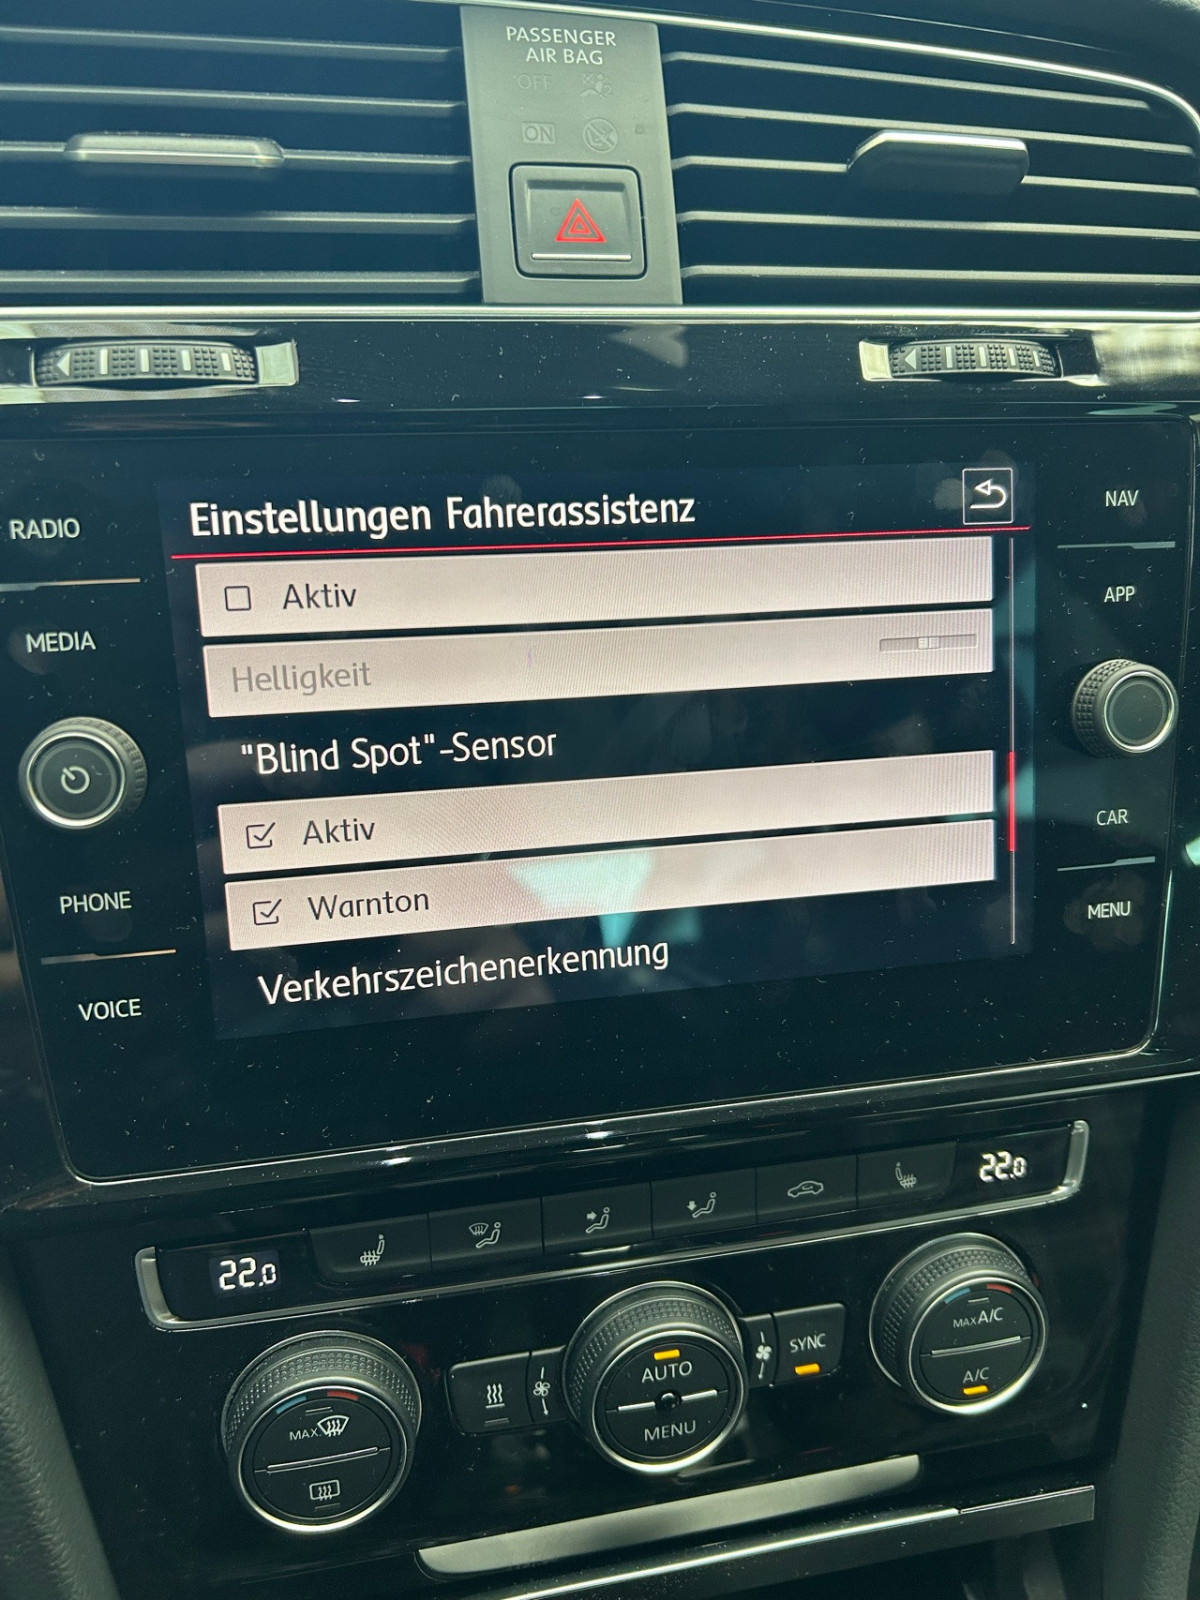 PASSENGER
AIR BAG
OFF
ON
Einstellungen Fahrerassistenz
RADIO
NAV
Aktiv
APP
MEDIA
Helligkeit
"Blind Spot"-Sensor
Aktiv
CAR
PHONE
Warnton
MENU
VOICE
Verkehrszeichenerkennung
22.0
22.0
MAX
AUTO
MENU
SYNC
MAX A/C
A/C